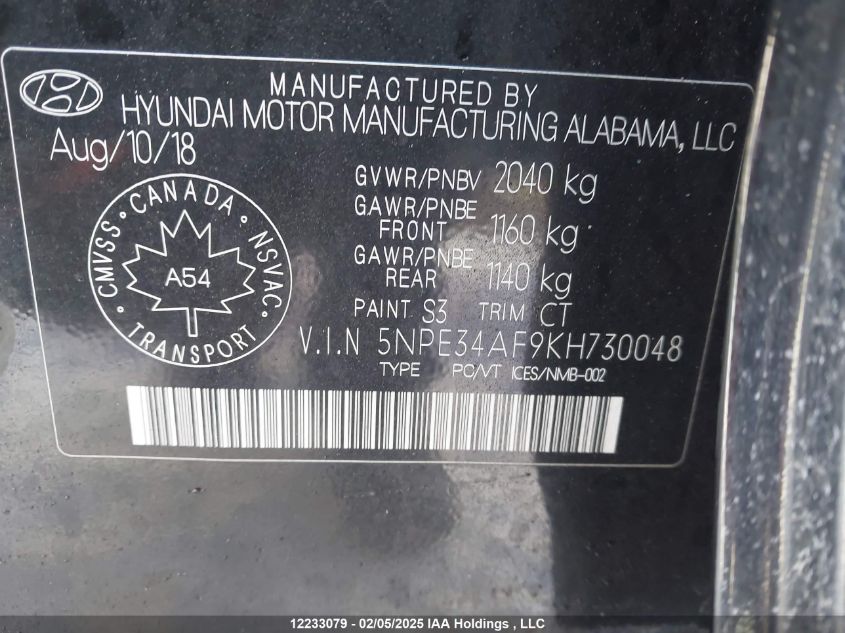 MANUFACTURED BY
HYUNDAI MOTOR MANUFACTURING ALABAMA, LLC
Aug/10/18
GVWR/PNBV 2040 kg
GAWR/PNBE FRONT 1160 kg
GAWR/PNBE REAR 1140 kg
PAINT S3 TRIM CT
CANADA
CMVSS
NSVAC
A54
TRANSPORT
V.I.N 5NPE34AF9KH730048
TYPE PC/VT ICES/NMB-002
12233079 - 02/05/2025 IAA Holdings , LLC